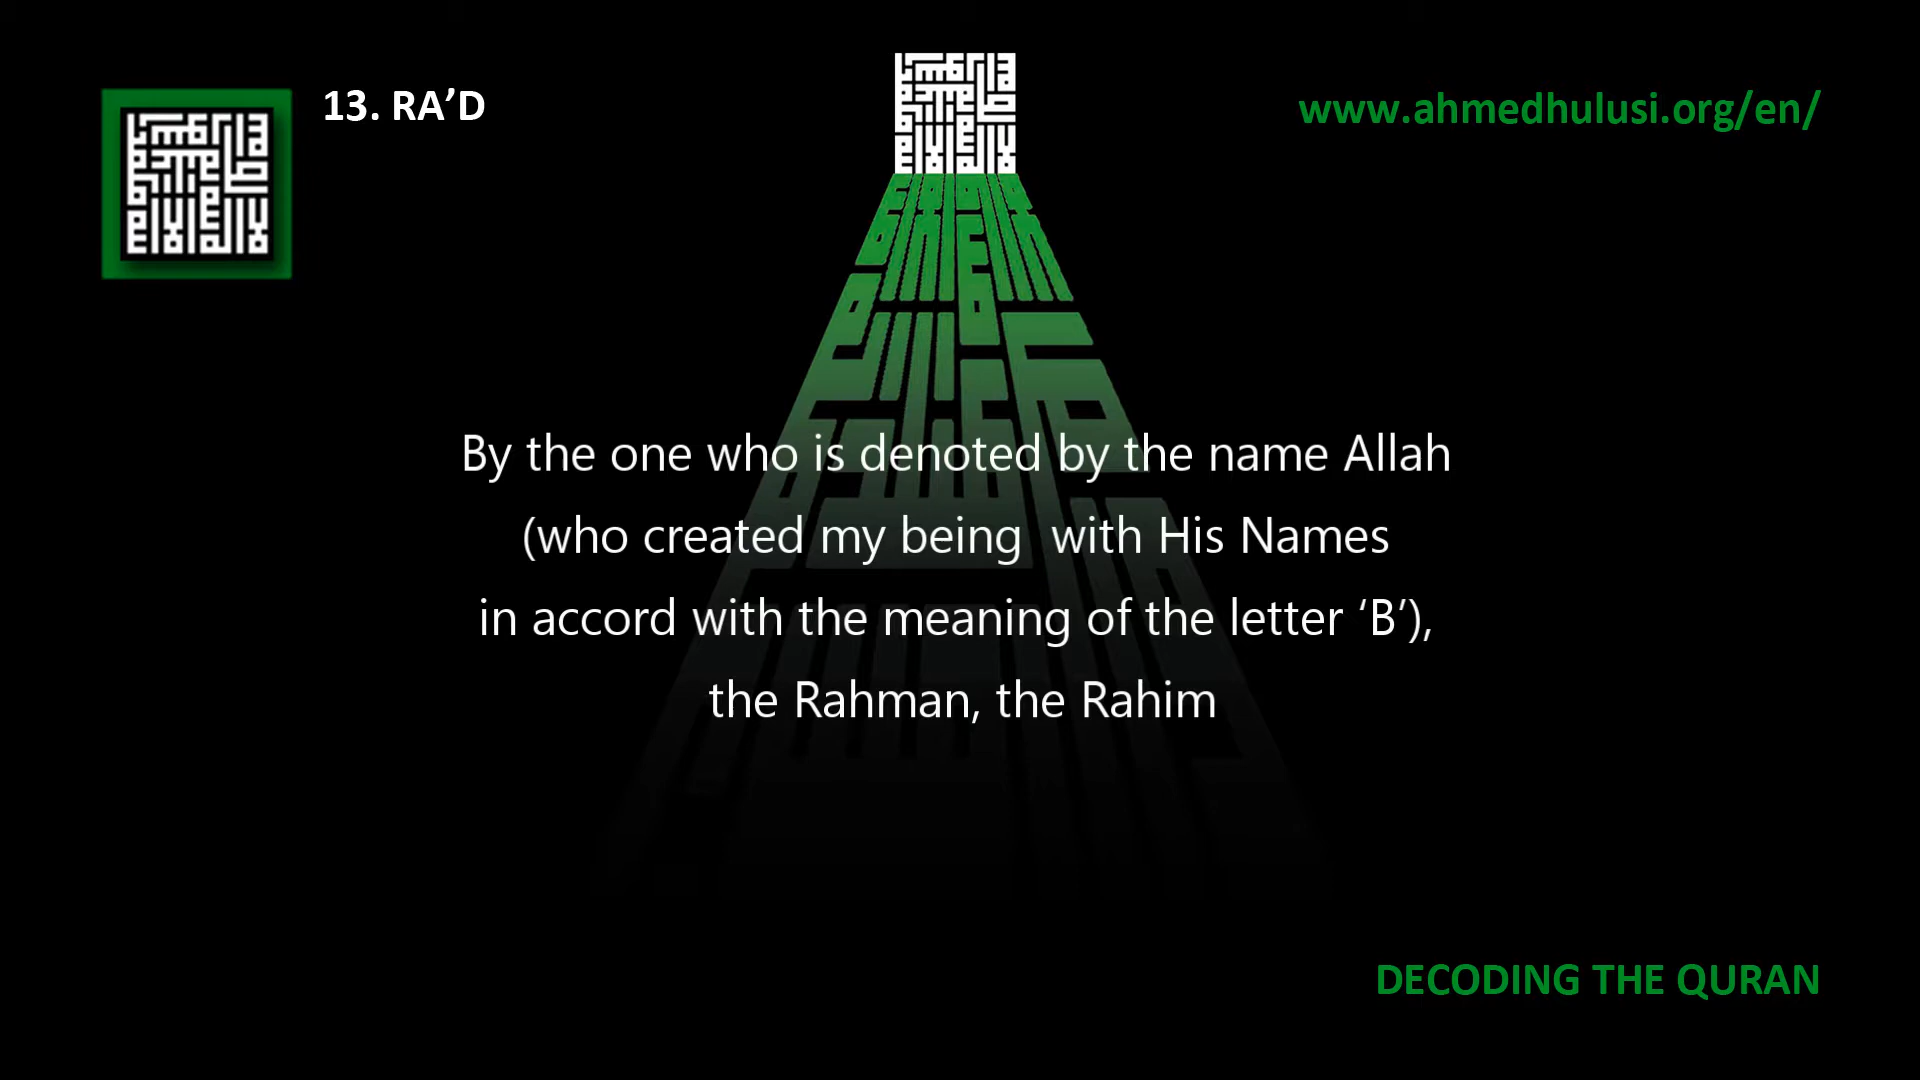 13. RA’D
www.ahmedhulusi.org/en/
By the one who is denoted by the name Allah
(who created my being  with His Names
in accord with the meaning of the letter ‘B’),
the Rahman, the Rahim
DECODING THE QURAN